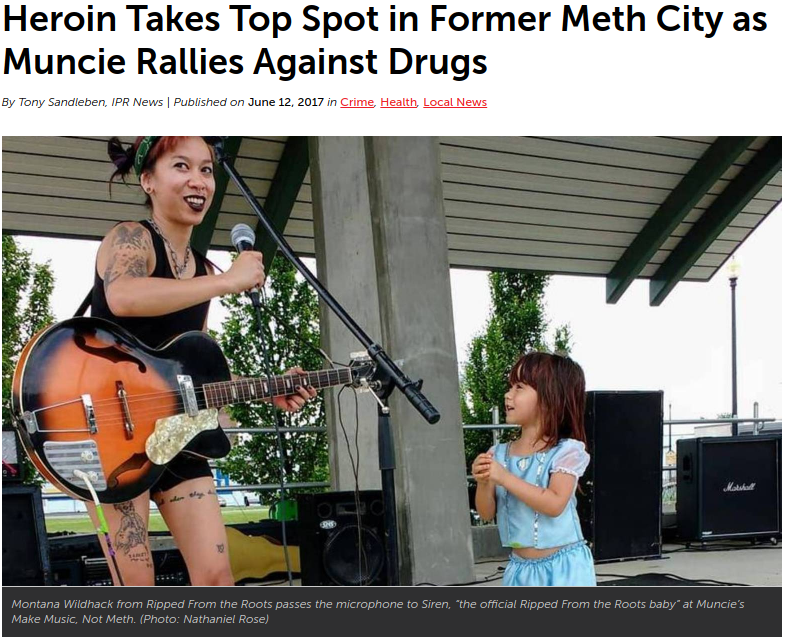 Heroin Takes Top Spot in Former Meth City as
Muncie Rallies Against Drugs
By Tony Sandleben, IPR News | Published on June 12, 2017 in Crime, Health, Local News
Marshall
Montana Wildhack from Ripped From the Roots passes the microphone to Siren, "the official Ripped From the Roots baby" at Muncie's
Make Music, Not Meth. (Photo: Nathaniel Rose)